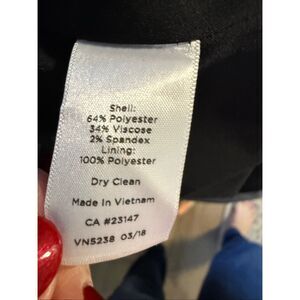 Shell:
64% Polyester
34% Viscose
2% Spandex
Lining:
100% Polyester
Dry Clean
Made In Vietnam
CA #23147
VN5238 03/18